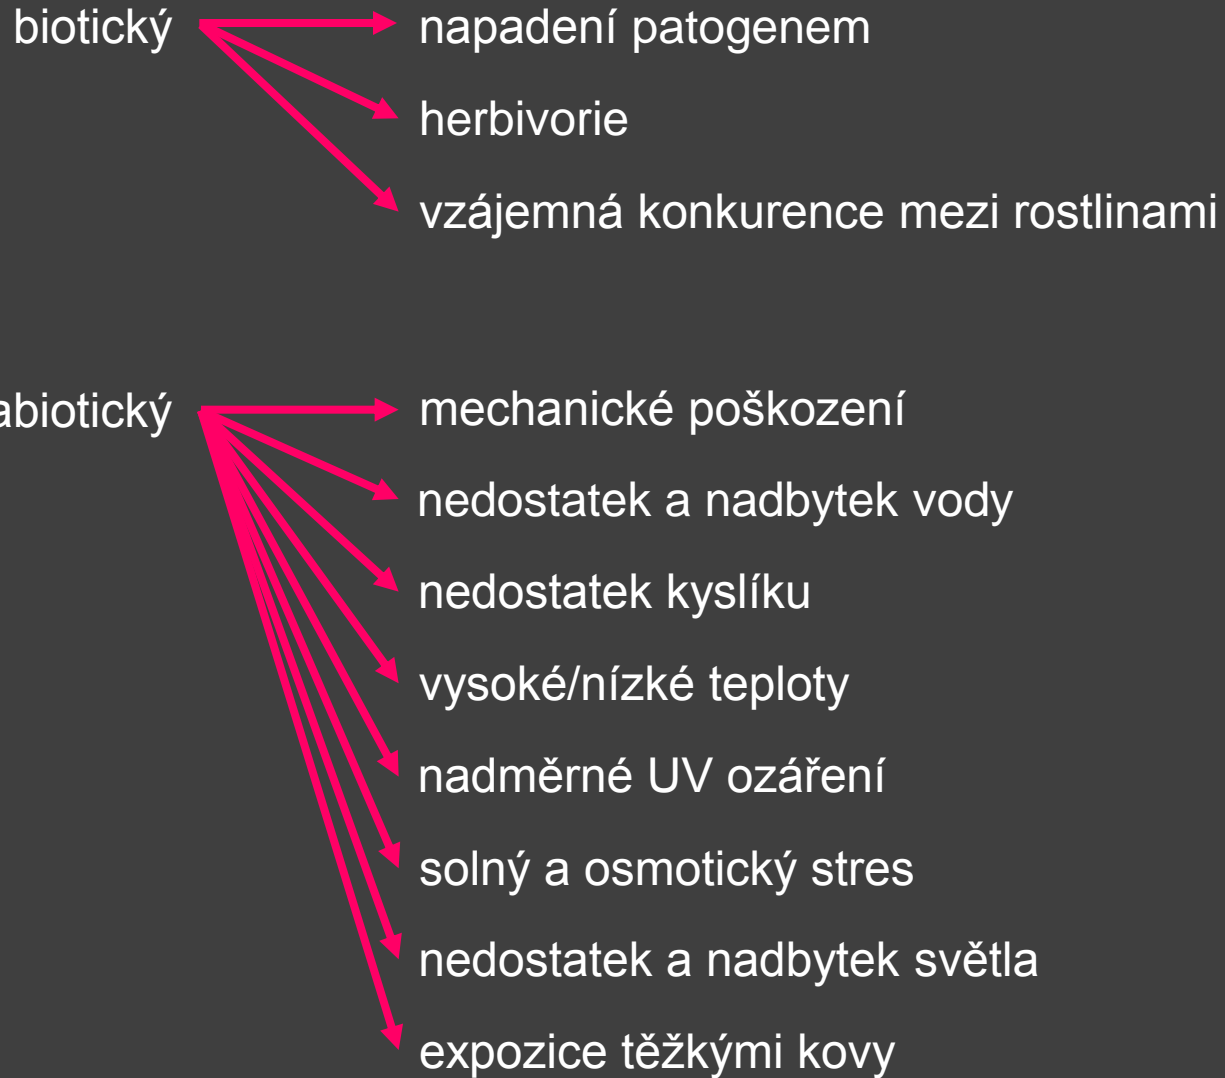 biotický
napadení patogenem
herbivorie
vzájemná konkurence mezi rostlinami
abiotický
mechanické poškození
nedostatek a nadbytek vody
nedostatek kyslíku
vysoké/nízké teploty
nadměrné UV ozáření
solný a osmotický stres
nedostatek a nadbytek světla
expozice těžkými kovy